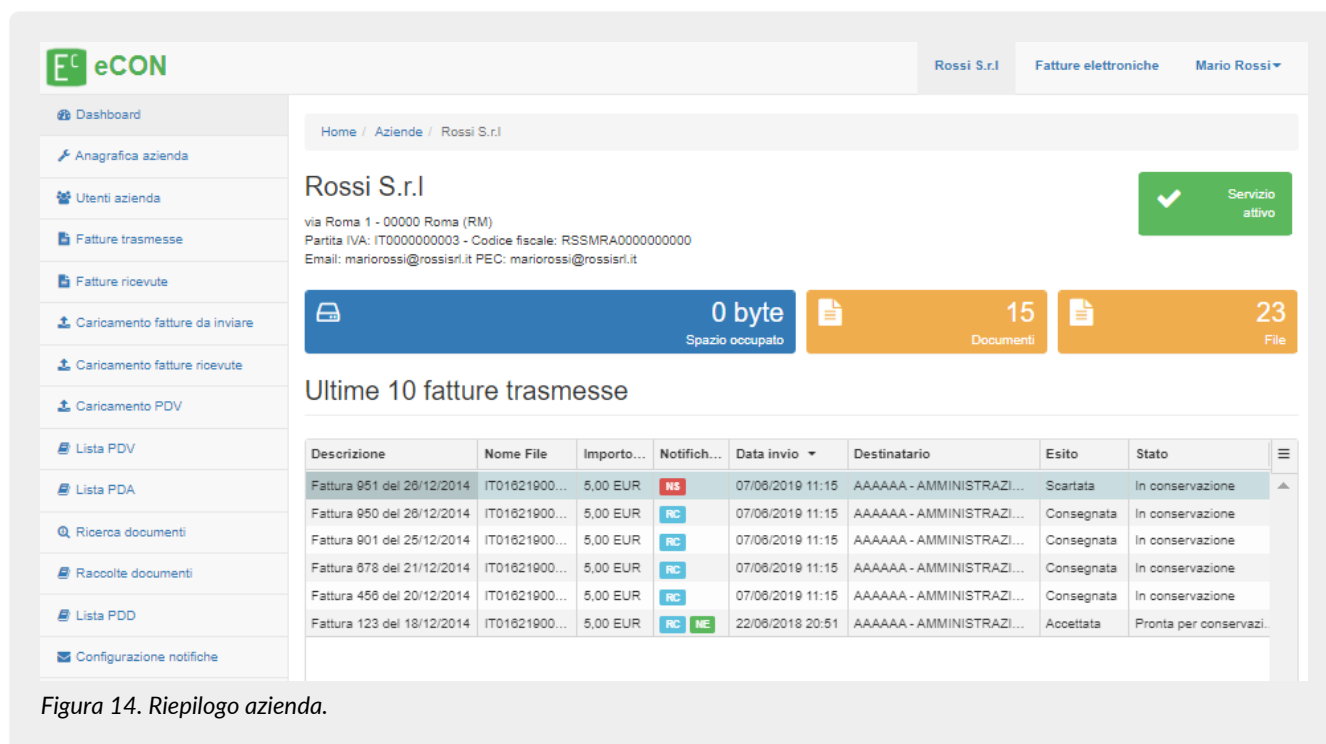 EC eCON
Rossi S.r.l Fatture elettroniche Mario Rossi
Dashboard
Anagrafica azienda
Utenti azienda
Fatture trasmesse
Fatture ricevute
Caricamento fatture da inviare
Caricamento fatture ricevute
Caricamento PDV
Lista PDV
Lista PDA
Ricerca documenti
Raccolte documenti
Lista PDD
Configurazione notifiche
Home / Aziende / Rossi S.r.l
Rossi S.r.l
via Roma 1 - 00000 Roma (RM)
Partita IVA: IT0000000003 - Codice fiscale: RSSMRA0000000000
Email: mariorossi@rossisrl.it PEC: mariorossi@rossisrl.it
Servizio
attivo
0 byte
Spazio occupato
15
Documenti
23
File
Ultime 10 fatture trasmesse
Descrizione Nome File Importo... Notifich... Data invio Destinatario Esito Stato
Fattura 951 del 26/12/2014 IT01621900... 5,00 EUR NS 07/06/2019 11:15 AAAAAA - AMMINISTRAZI... Scartata In conservazione
Fattura 950 del 26/12/2014 IT01621900... 5,00 EUR RC 07/06/2019 11:15 AAAAAA - AMMINISTRAZI... Consegnata In conservazione
Fattura 901 del 25/12/2014 IT01621900... 5,00 EUR RC 07/06/2019 11:15 AAAAAA - AMMINISTRAZI... Consegnata In conservazione
Fattura 678 del 21/12/2014 IT01621900... 5,00 EUR RC 07/06/2019 11:15 AAAAAA - AMMINISTRAZI... Consegnata In conservazione
Fattura 456 del 20/12/2014 IT01621900... 5,00 EUR RC 07/06/2019 11:15 AAAAAA - AMMINISTRAZI... Consegnata In conservazione
Fattura 123 del 18/12/2014 IT01621900... 5,00 EUR RC NE 22/06/2018 20:51 AAAAAA - AMMINISTRAZI... Accettata Pronta per conservazi...
Figura 14. Riepilogo azienda.